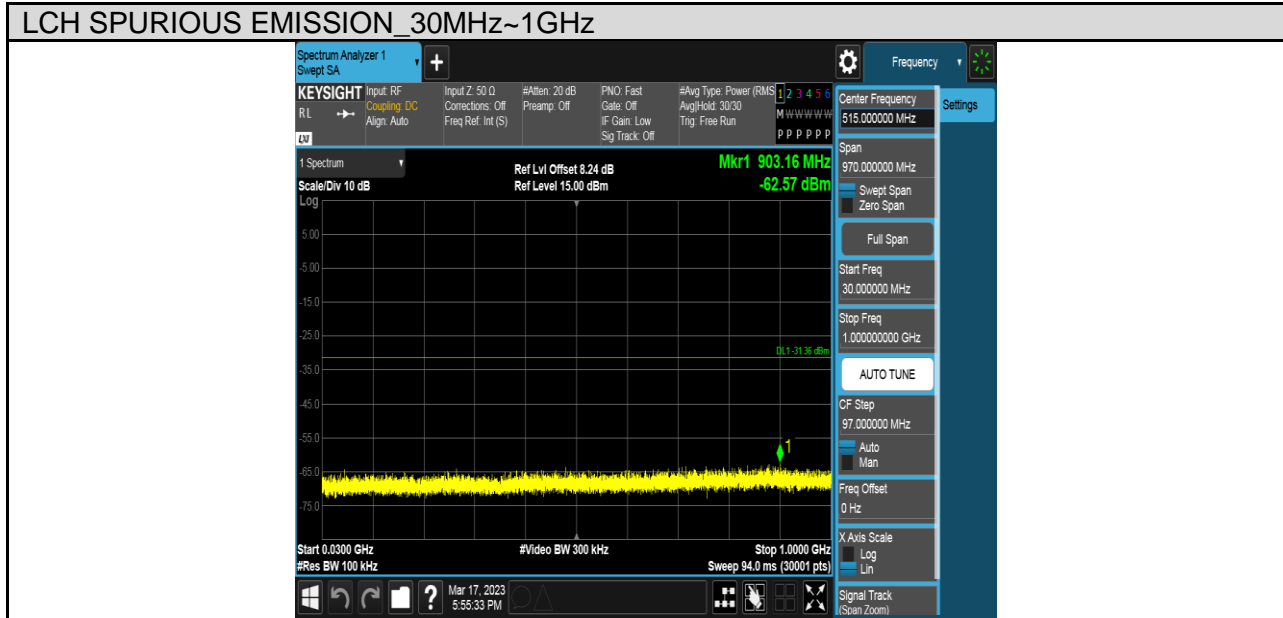 LCH SPURIOUS EMISSION_30MHz~1GHz
Spectrum Analyzer 1
Swept SA
+
Frequency
KEYSIGHT
RL
LXI
Input: RF
Coupling: DC
Align: Auto
Input Z: 50 Ω
Corrections: Off
Freq Ref: Int (S)
#Atten: 20 dB
Preamp: Off
PNO: Fast
Gate: Off
IF Gain: Low
Sig Track: Off
#Avg Type: Power (RMS
Avg|Hold: 30/30
Trig: Free Run
1 2 3 4 5 6
M W W W W W
P P P P P P
1 Spectrum
Scale/Div 10 dB
Log
Ref Lvl Offset 8.24 dB
Ref Level 15.00 dBm
Mkr1 903.16 MHz
-62.57 dBm
5.00
-5.00
-15.0
-25.0
DL1 -31.36 dBm
-35.0
-45.0
-55.0
1
-65.0
-75.0
Start 0.0300 GHz
#Res BW 100 kHz
#Video BW 300 kHz
Stop 1.0000 GHz
Sweep 94.0 ms (30001 pts)
?
Mar 17, 2023
5:55:33 PM
Center Frequency
515.000000 MHz
Settings
Span
970.000000 MHz
Swept Span
Zero Span
Full Span
Start Freq
30.000000 MHz
Stop Freq
1.000000000 GHz
AUTO TUNE
CF Step
97.000000 MHz
Auto
Man
Freq Offset
0 Hz
X Axis Scale
Log
Lin
Signal Track
(Span Zoom)